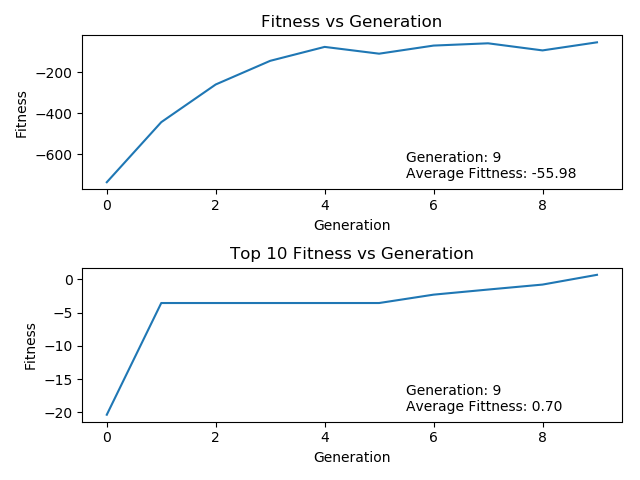 Fitness vs Generation
Fitness
−200
−400
−600
Generation: 9
Average Fittness: -55.98
0 2 4 6 8
Generation
Top 10 Fitness vs Generation
Fitness
0
−5
−10
−15
−20
Generation: 9
Average Fittness: 0.70
0 2 4 6 8
Generation